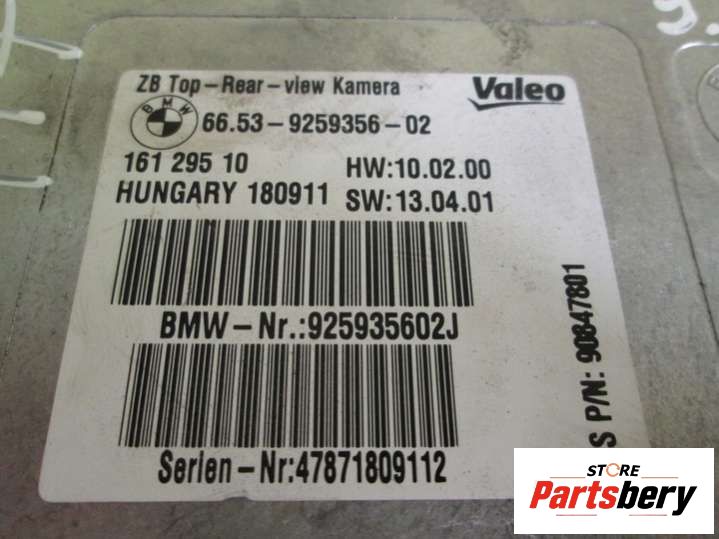 ZB Top-Rear-view Kamera
Valeo
BMW
66.53-9259356-02
161 295 10
HW:10.02.00
HUNGARY 180911
SW:13.04.01
BMW-Nr.:925935602J
Serien-Nr:47871809112
S P/N: 90847801
STORE
Partsbery